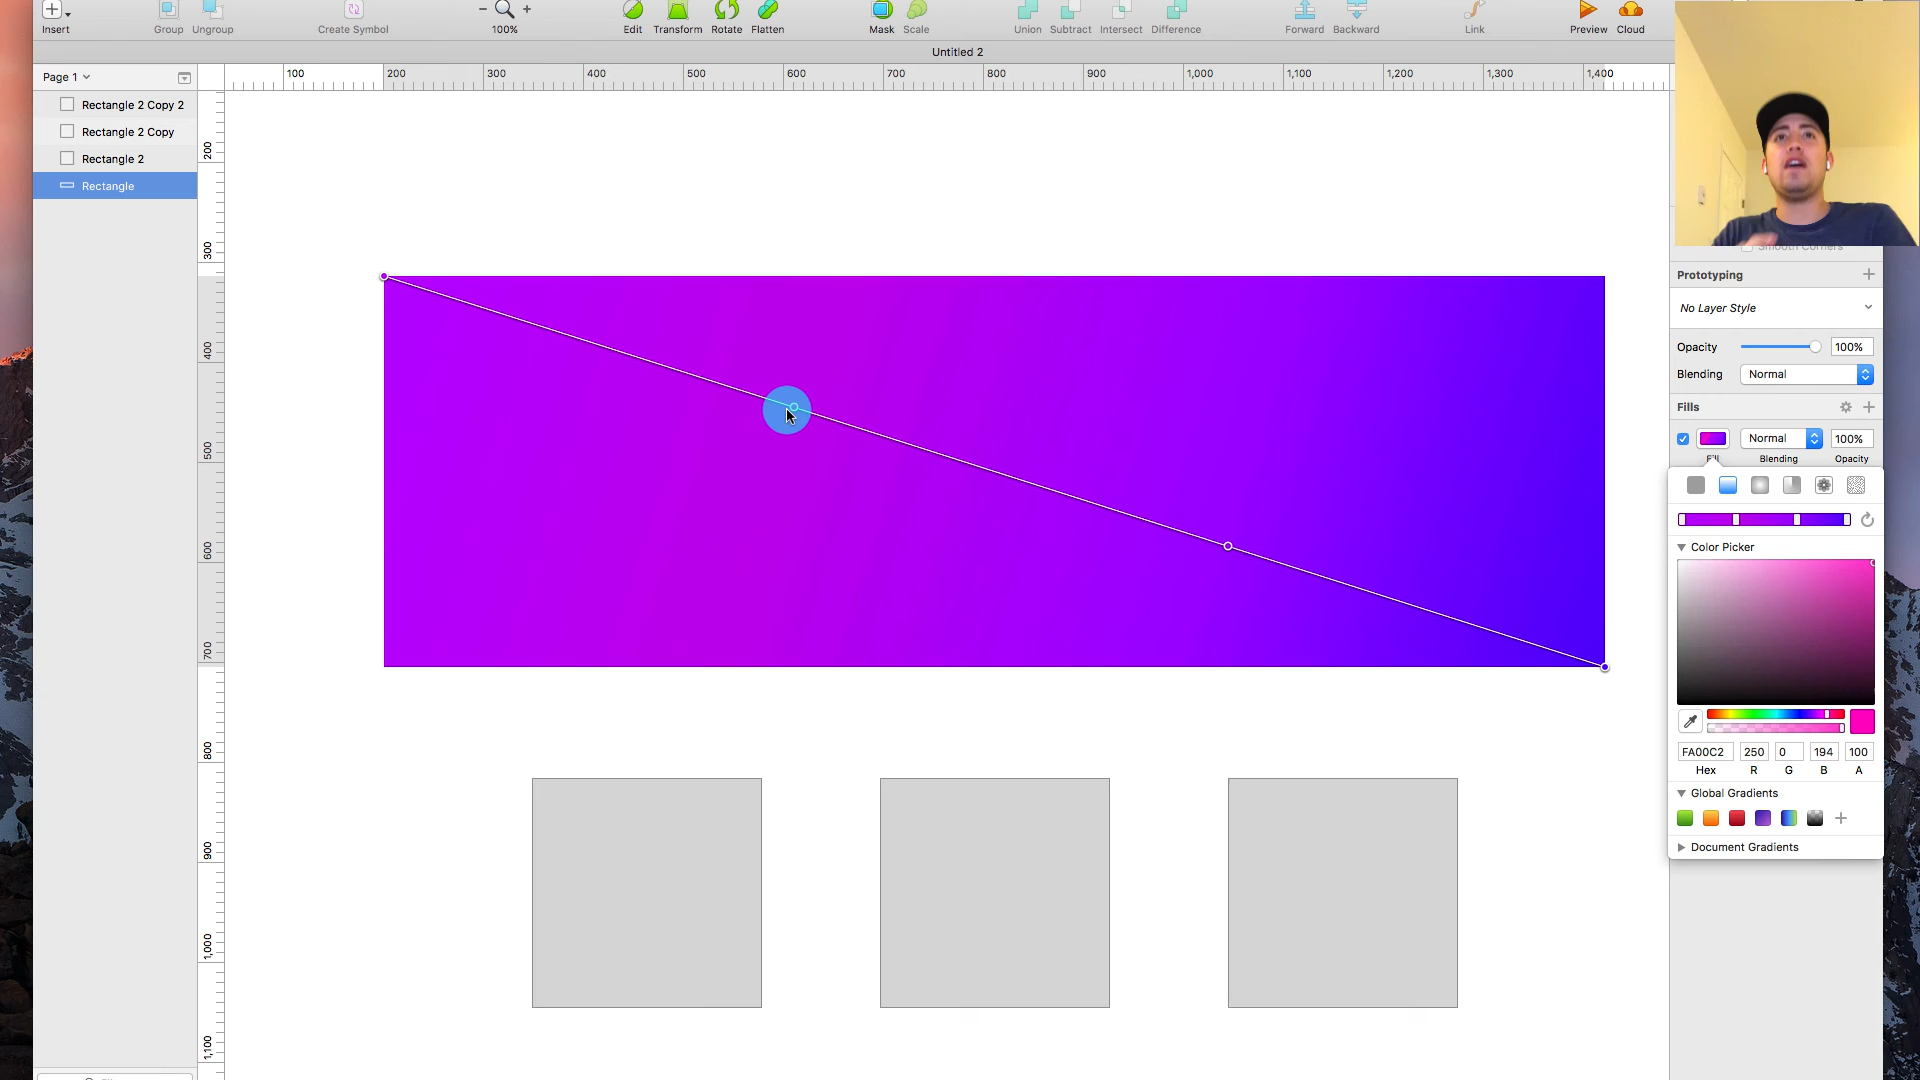 Insert
Group
Ungroup
Create Symbol
100%
Edit
Transform
Rotate
Flatten
Mask
Scale
Union
Subtract
Intersect
Difference
Forward
Backward
Link
Preview
Cloud
Untitled 2
Page 1
100
200
300
400
500
600
700
800
900
1,000
1,100
1,200
1,300
1,400
Rectangle 2 Copy 2
Rectangle 2 Copy
Rectangle 2
Rectangle
200
300
400
500
600
700
800
900
1,000
1,100
Smooth Corners
Prototyping
No Layer Style
Opacity
100%
Blending
Normal
Fills
Normal
100%
Fill
Blending
Opacity
Color Picker
FA00C2
250
0
194
100
Hex
R
G
B
A
Global Gradients
Document Gradients